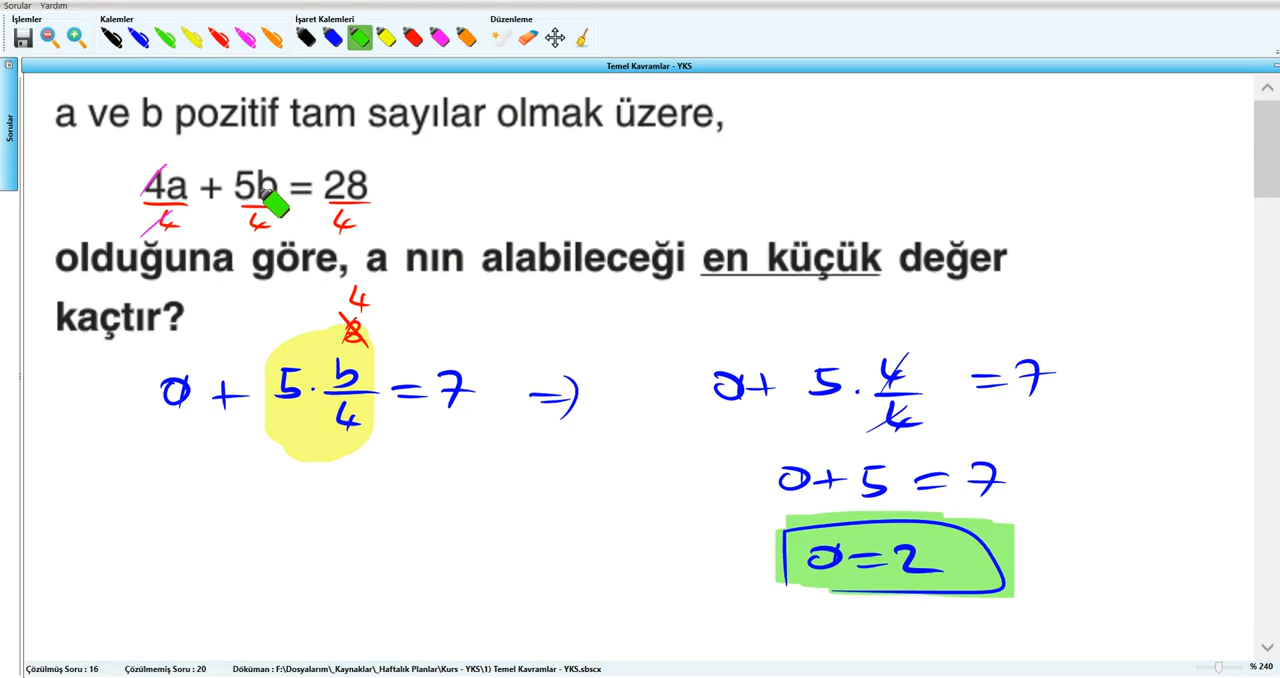 Sorular Yardım
İşlemler Kalemler İşaret Kalemleri Düzenleme
Temel Kavramlar - YKS
Sorular
a ve b pozitif tam sayılar olmak üzere,
4a + 5b = 28
4 4 4
olduğuna göre, a nın alabileceği en küçük değer
kaçtır?
4
8
a + 5 · b/4 = 7 ⇒ a + 5 · 4/4 = 7
a + 5 = 7
a = 2
Çözülmüş Soru : 16 Çözülmemiş Soru : 20 Döküman : F:\Dosyalarım\_Kaynaklar\_Haftalık Planlar\Kurs - YKS\1) Temel Kavramlar - YKS.sbscx % 240